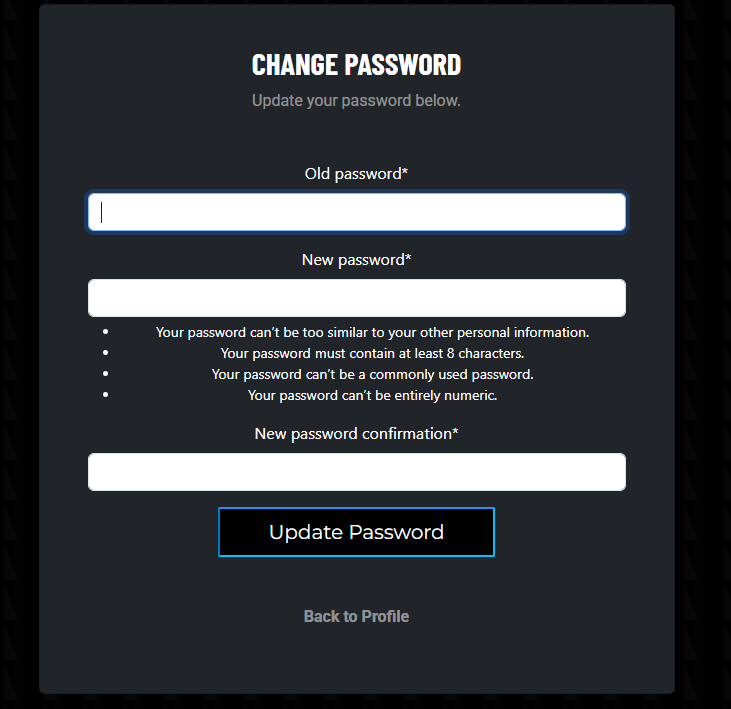 CHANGE PASSWORD
Update your password below.
Old password*
New password*
• Your password can’t be too similar to your other personal information.
• Your password must contain at least 8 characters.
• Your password can’t be a commonly used password.
• Your password can’t be entirely numeric.
New password confirmation*
Update Password
Back to Profile